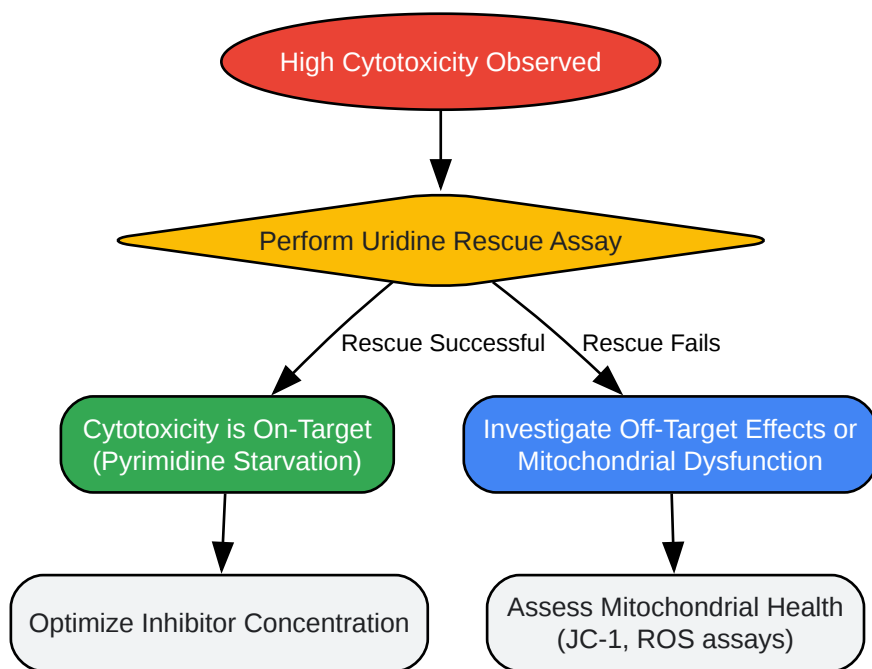 High Cytotoxicity Observed
Perform Uridine Rescue Assay
Rescue Successful
Rescue Fails
Cytotoxicity is On-Target
(Pyrimidine Starvation)
Investigate Off-Target Effects or
Mitochondrial Dysfunction
Optimize Inhibitor Concentration
Assess Mitochondrial Health
(JC-1, ROS assays)